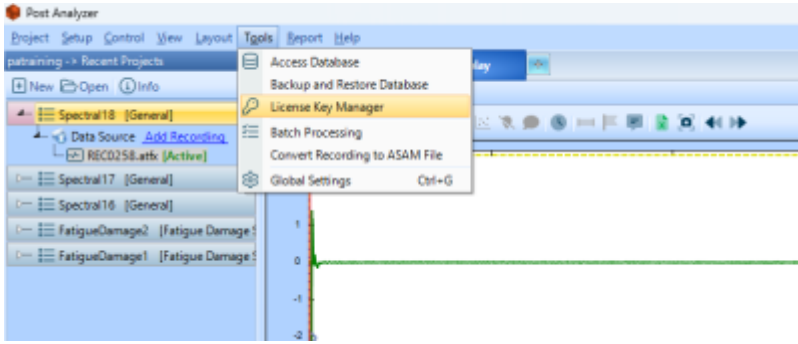 Post Analyzer
Project Setup Control View Layout Tools Report Help
patraining -> Recent Projects
New Open Info
Spectral18 [General]
Data Source Add Recording
REC0258.atfx [Active]
Spectral17 [General]
Spectral16 [General]
FatigueDamage2 [Fatigue Damage S
FatigueDamage1 [Fatigue Damage S
Access Database
Backup and Restore Database
License Key Manager
Batch Processing
Convert Recording to ASAM File
Global Settings Ctrl+G
lay
1
0
-1
-2